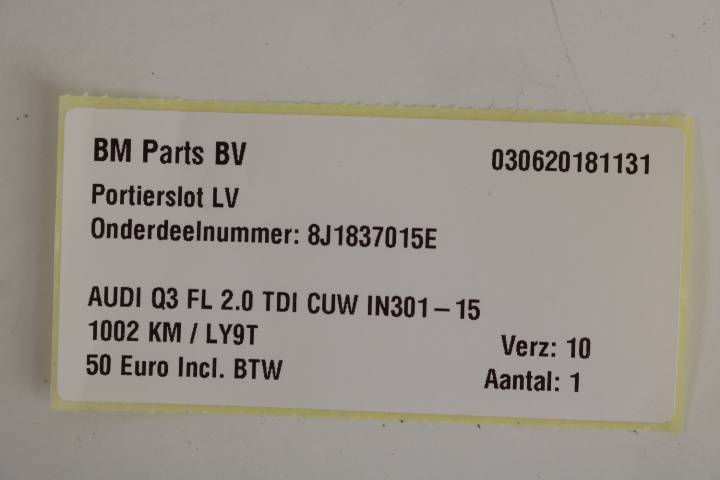 BM Parts BV 030620181131
Portierslot LV
Onderdeelnummer: 8J1837015E
AUDI Q3 FL 2.0 TDI CUW IN301 – 15
1002 KM / LY9T Verz: 10
50 Euro Incl. BTW Aantal: 1